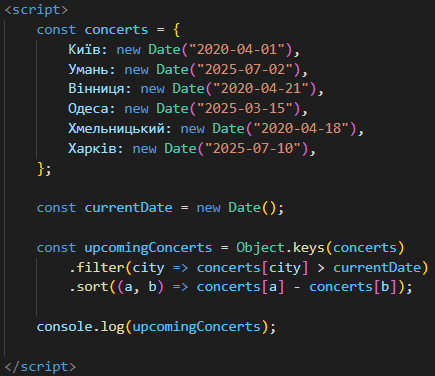 <script>
const concerts = {
Київ: new Date("2020-04-01"),
Умань: new Date("2025-07-02"),
Вінниця: new Date("2020-04-21"),
Одеса: new Date("2025-03-15"),
Хмельницький: new Date("2020-04-18"),
Харків: new Date("2025-07-10"),
};
const currentDate = new Date();
const upcomingConcerts = Object.keys(concerts)
.filter(city => concerts[city] > currentDate)
.sort((a, b) => concerts[a] - concerts[b]);
console.log(upcomingConcerts);
</script>